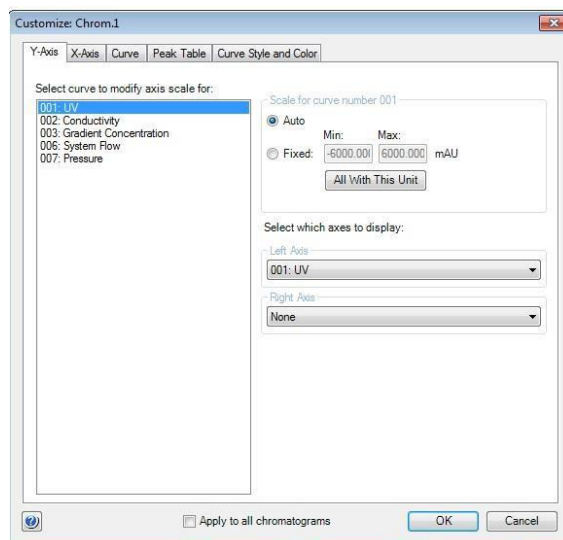 Customize: Chrom.1
Y-Axis X-Axis Curve Peak Table Curve Style and Color
Select curve to modify axis scale for:
001: UV
002: Conductivity
003: Gradient Concentration
006: System Flow
007: Pressure
Scale for curve number 001
Auto
Min: Max:
Fixed: -6000.00( 6000.000 mAU
All With This Unit
Select which axes to display:
Left Axis
001: UV
Right Axis
None
Apply to all chromatograms OK Cancel